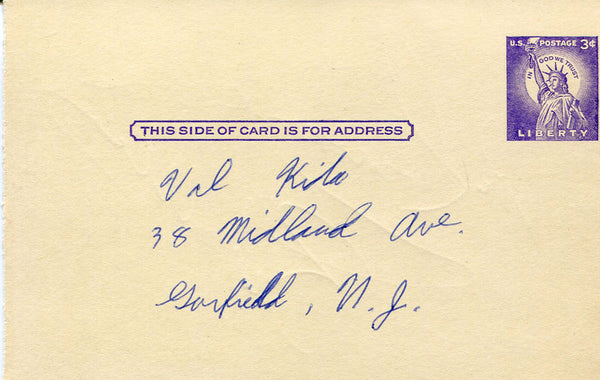 U.S. POSTAGE 3¢
IN GOD WE TRUST
LIBERTY
THIS SIDE OF CARD IS FOR ADDRESS
Val Kilo
38 Midland Ave.
Garfield, N.J.